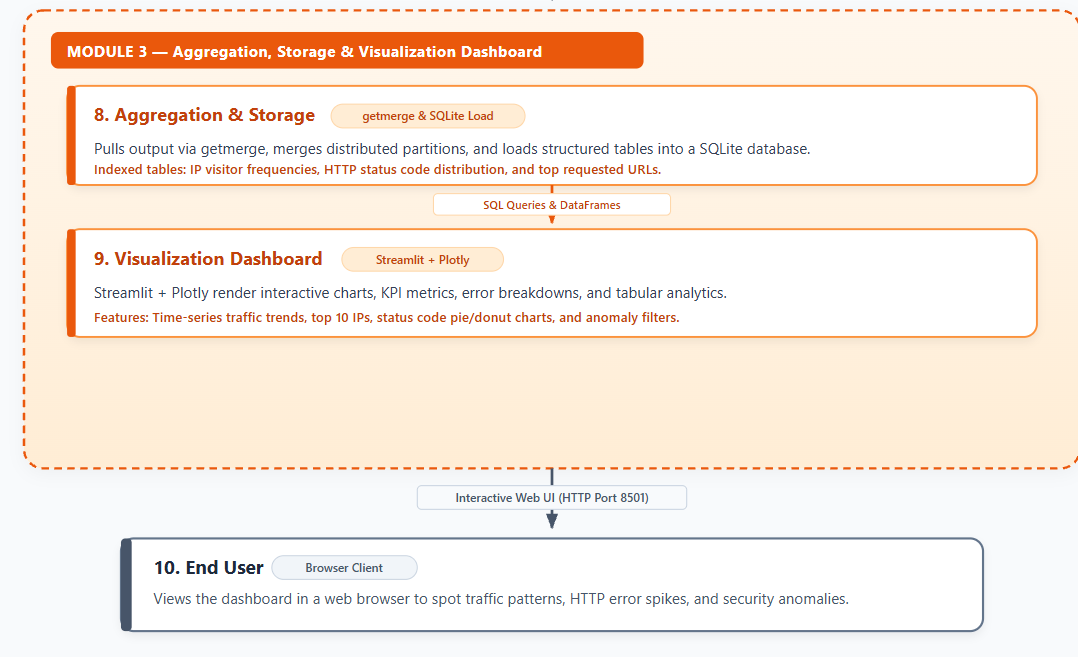 MODULE 3 — Aggregation, Storage & Visualization Dashboard
8. Aggregation & Storage
getmerge & SQLite Load
Pulls output via getmerge, merges distributed partitions, and loads structured tables into a SQLite database.
Indexed tables: IP visitor frequencies, HTTP status code distribution, and top requested URLs.
SQL Queries & DataFrames
9. Visualization Dashboard
Streamlit + Plotly
Streamlit + Plotly render interactive charts, KPI metrics, error breakdowns, and tabular analytics.
Features: Time-series traffic trends, top 10 IPs, status code pie/donut charts, and anomaly filters.
Interactive Web UI (HTTP Port 8501)
10. End User
Browser Client
Views the dashboard in a web browser to spot traffic patterns, HTTP error spikes, and security anomalies.